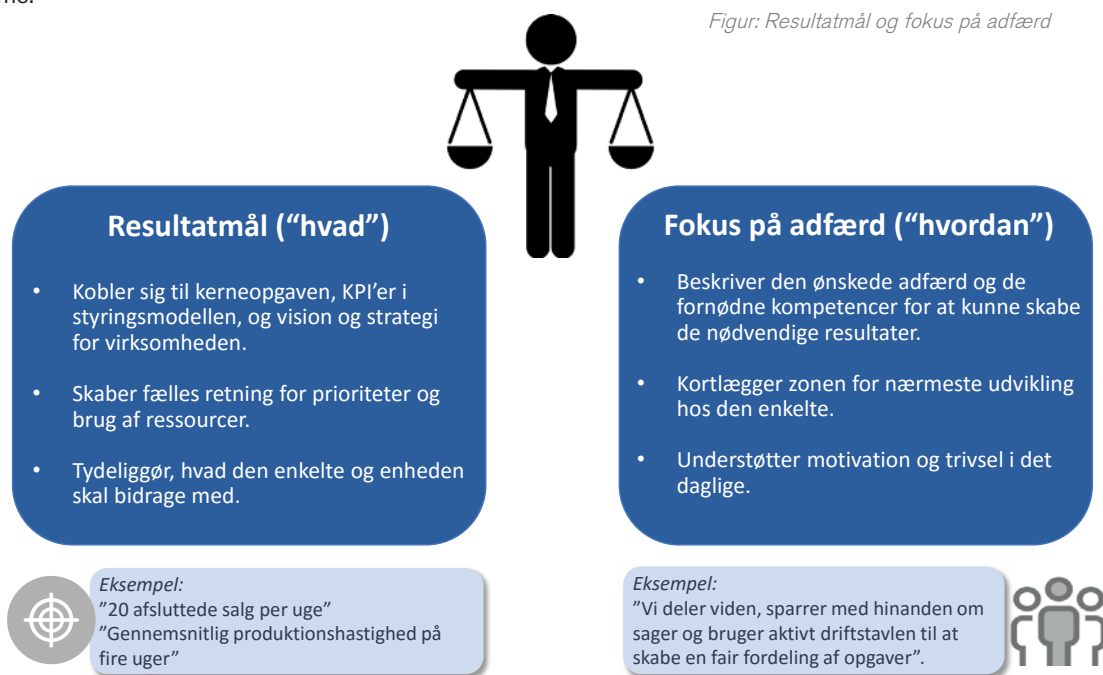 Figur: Resultatmål og fokus på adfærd
Resultatmål (“hvad”)
• Kobler sig til kerneopgaven, KPI’er i
styringsmodellen, og vision og strategi
for virksomheden.
• Skaber fælles retning for prioriteter og
brug af ressourcer.
• Tydeliggør, hvad den enkelte og enheden
skal bidrage med.
Eksempel:
”20 afsluttede salg per uge”
”Gennemsnitlig produktionshastighed på
fire uger”
Fokus på adfærd (“hvordan”)
• Beskriver den ønskede adfærd og de
fornødne kompetencer for at kunne skabe
de nødvendige resultater.
• Kortlægger zonen for nærmeste udvikling
hos den enkelte.
• Understøtter motivation og trivsel i det
daglige.
Eksempel:
”Vi deler viden, sparrer med hinanden om
sager og bruger aktivt driftstavlen til at
skabe en fair fordeling af opgaver”.